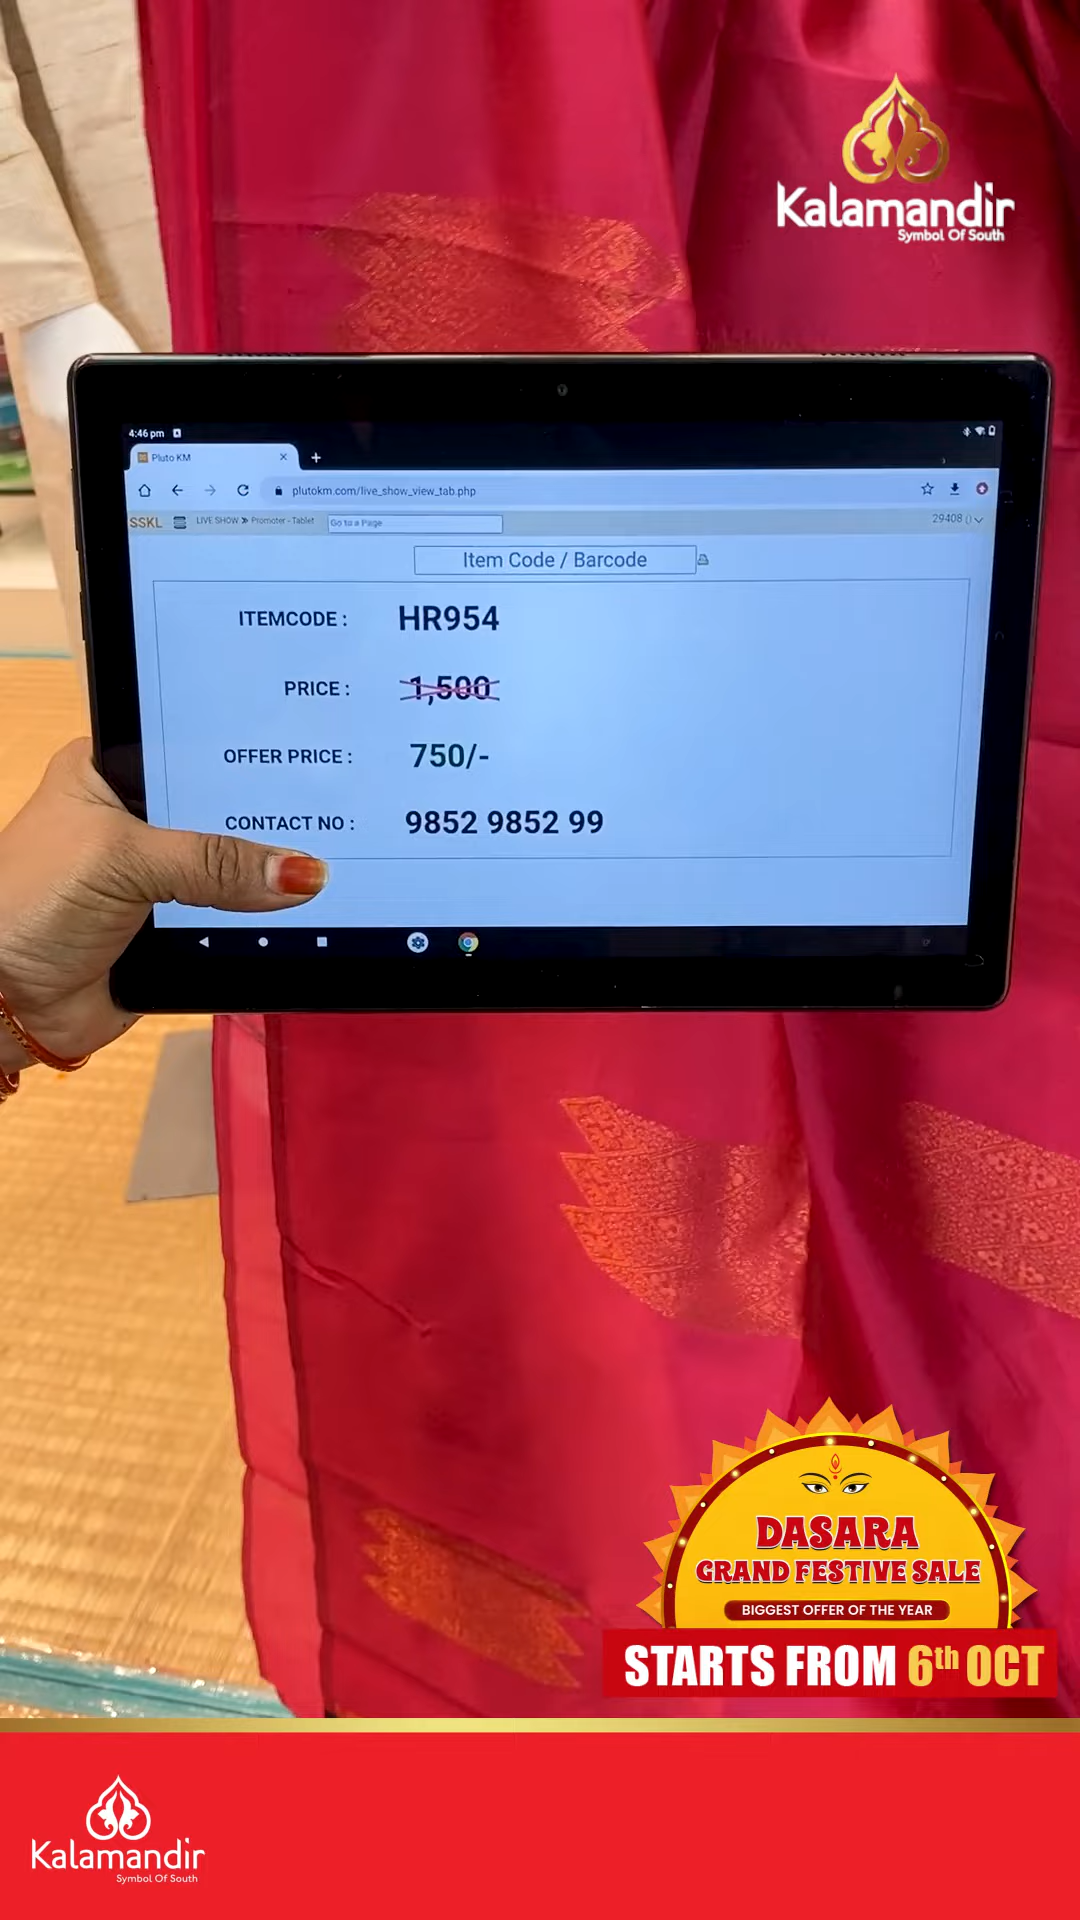 Kalamandir
Symbol Of South
4:46 pm
Pluto KM
plutokm.com/live_show_view_tab.php
SSKL
LIVE SHOW >> Promoter - Tablet
Go to a Page
29408 ()
Item Code / Barcode
ITEMCODE : HR954
PRICE : 1,500
OFFER PRICE : 750/-
CONTACT NO : 9852 9852 99
DASARA
GRAND FESTIVE SALE
BIGGEST OFFER OF THE YEAR
STARTS FROM 6th OCT
Kalamandir
Symbol Of South